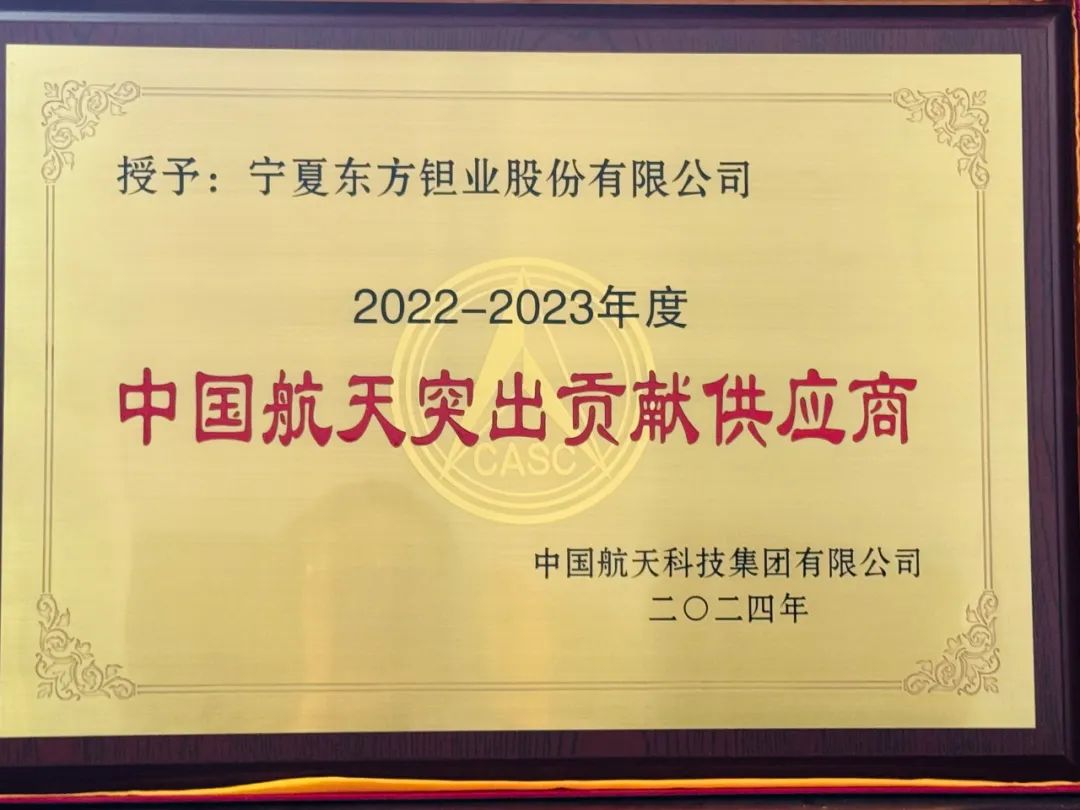 授予：宁夏东方钽业股份有限公司
2022-2023年度
中国航天突出贡献供应商
CASC
中国航天科技集团有限公司
二〇二四年